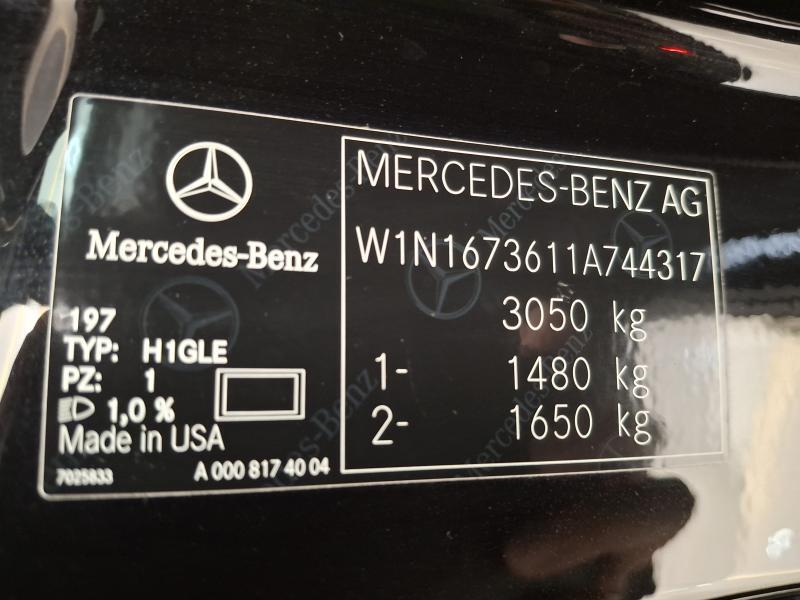 Mercedes-Benz
197
TYP: H1GLE
PZ: 1
1,0 %
Made in USA
7025833 A 000 817 40 04
MERCEDES-BENZ AG
W1N1673611A744317
3050 kg
1- 1480 kg
2- 1650 kg